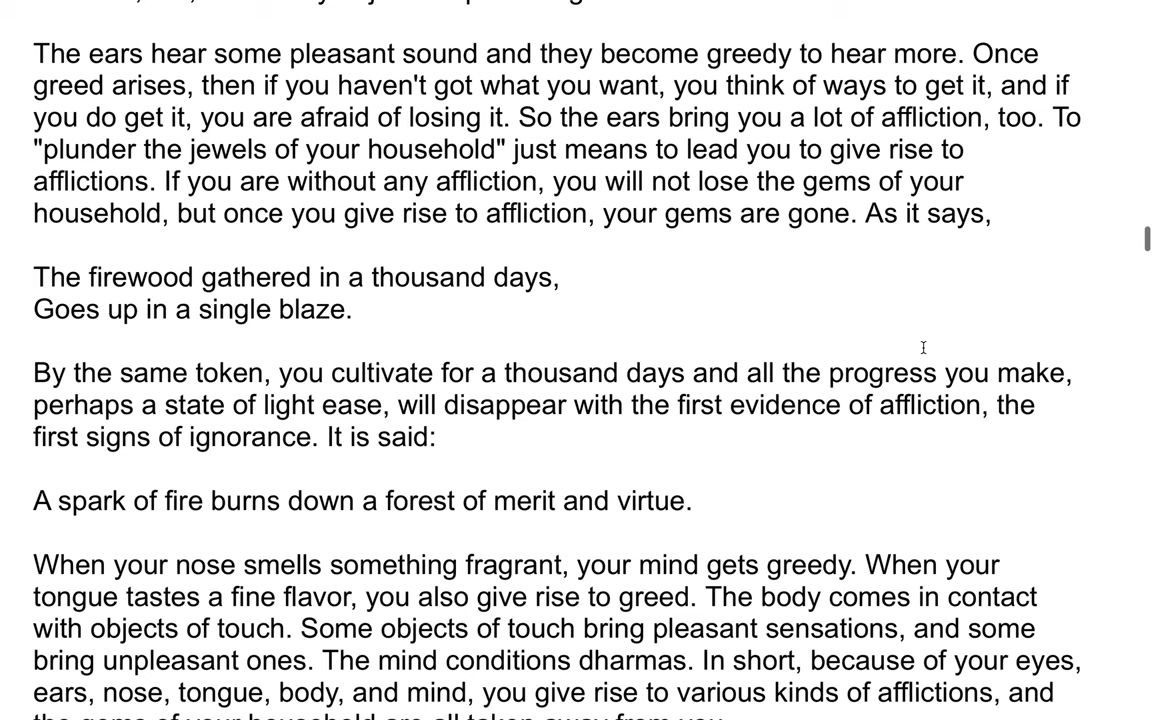 The ears hear some pleasant sound and they become greedy to hear more. Once
greed arises, then if you haven't got what you want, you think of ways to get it, and if
you do get it, you are afraid of losing it. So the ears bring you a lot of affliction, too. To
"plunder the jewels of your household" just means to lead you to give rise to
afflictions. If you are without any affliction, you will not lose the gems of your
household, but once you give rise to affliction, your gems are gone. As it says,
The firewood gathered in a thousand days,
Goes up in a single blaze.
By the same token, you cultivate for a thousand days and all the progress you make,
perhaps a state of light ease, will disappear with the first evidence of affliction, the
first signs of ignorance. It is said:
A spark of fire burns down a forest of merit and virtue.
When your nose smells something fragrant, your mind gets greedy. When your
tongue tastes a fine flavor, you also give rise to greed. The body comes in contact
with objects of touch. Some objects of touch bring pleasant sensations, and some
bring unpleasant ones. The mind conditions dharmas. In short, because of your eyes,
ears, nose, tongue, body, and mind, you give rise to various kinds of afflictions, and
the gems of your household are all taken away from you.